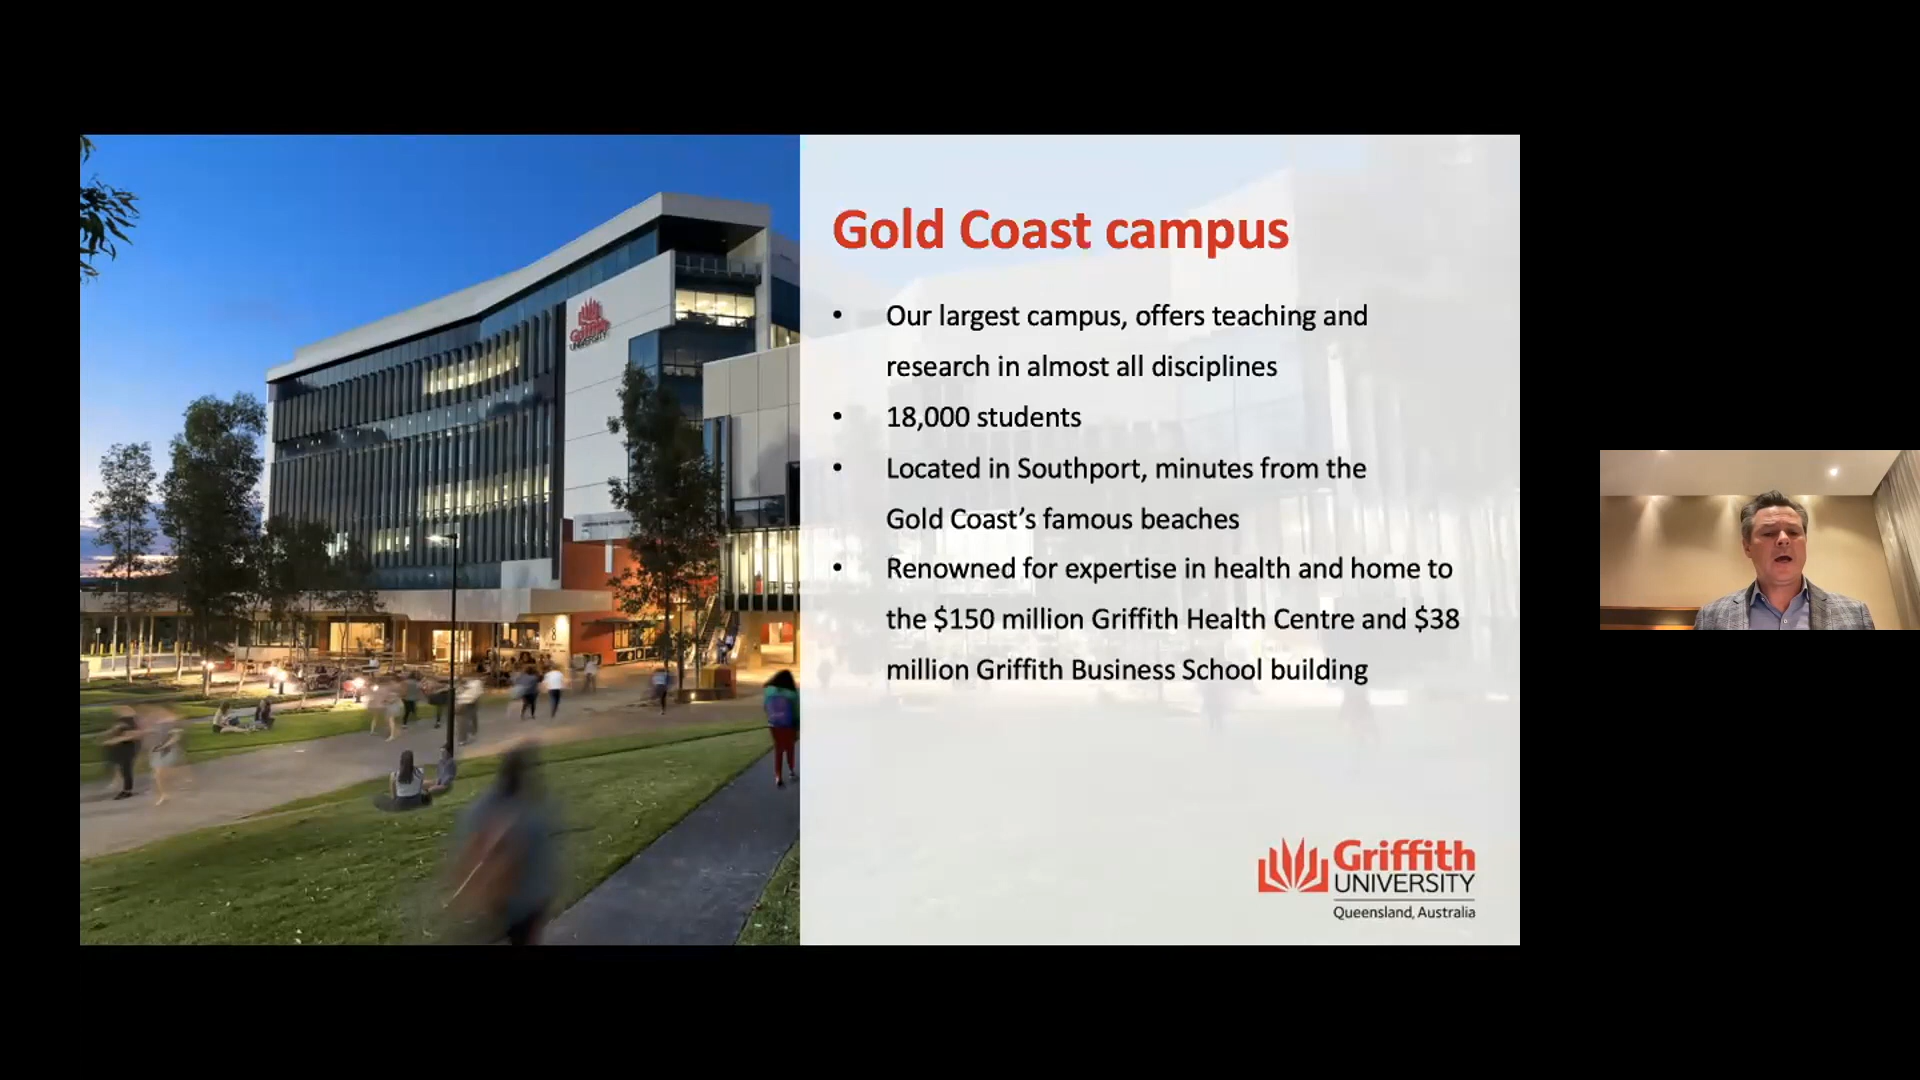 Griffith
UNIVERSITY
Gold Coast campus
• Our largest campus, offers teaching and
research in almost all disciplines
• 18,000 students
• Located in Southport, minutes from the
Gold Coast’s famous beaches
• Renowned for expertise in health and home to
the $150 million Griffith Health Centre and $38
million Griffith Business School building
Griffith
UNIVERSITY
Queensland, Australia